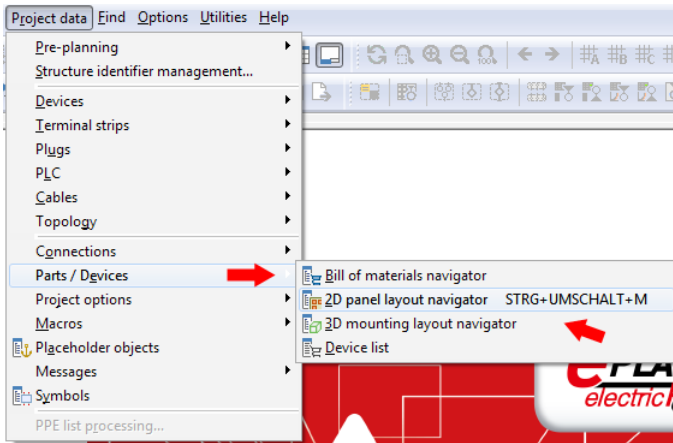 Project data Find Options Utilities Help
Pre-planning
Structure identifier management...
Devices
Terminal strips
Plugs
PLC
Cables
Topology
Connections
Parts / Devices
Bill of materials navigator
Project options
2D panel layout navigator STRG+UMSCHALT+M
Macros
3D mounting layout navigator
Placeholder objects
Device list
Messages
Symbols
electric
PPE list processing...